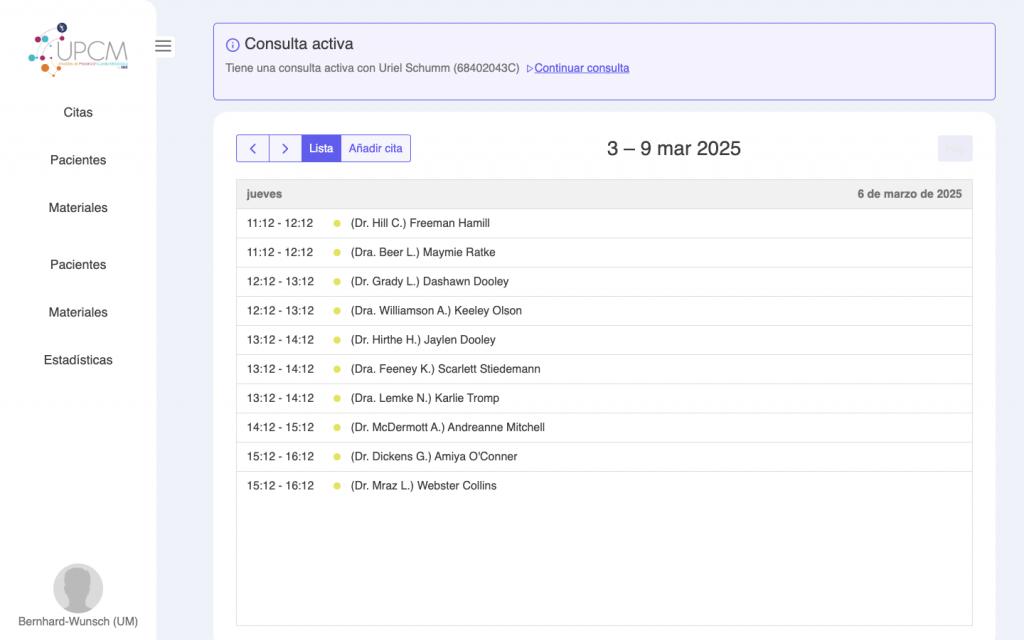 UPCM
Citas
Pacientes
Materiales
Pacientes
Materiales
Estadísticas
Bernhard-Wunsch (UM)
Consulta activa
Tiene una consulta activa con Uriel Schumm (68402043C) Continuar consulta
Lista
Añadir cita
3 – 9 mar 2025
jueves 6 de marzo de 2025
11:12 - 12:12 (Dr. Hill C.) Freeman Hamill
11:12 - 12:12 (Dra. Beer L.) Maymie Ratke
12:12 - 13:12 (Dr. Grady L.) Dashawn Dooley
12:12 - 13:12 (Dra. Williamson A.) Keeley Olson
13:12 - 14:12 (Dr. Hirthe H.) Jaylen Dooley
13:12 - 14:12 (Dra. Feeney K.) Scarlett Stiedemann
13:12 - 14:12 (Dra. Lemke N.) Karlie Tromp
14:12 - 15:12 (Dr. McDermott A.) Andreanne Mitchell
15:12 - 16:12 (Dr. Dickens G.) Amiya O'Conner
15:12 - 16:12 (Dr. Mraz L.) Webster Collins